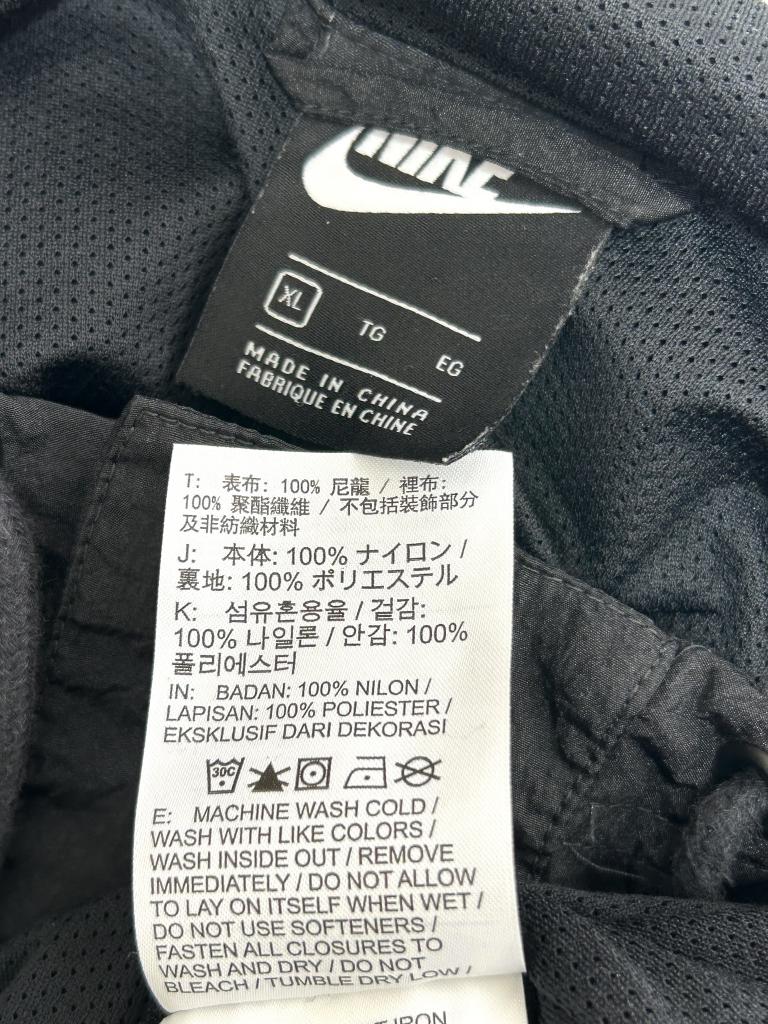 NIKE
XL TG EG
MADE IN CHINA
FABRIQUE EN CHINE
T: 表布: 100% 尼龍 / 裡布:
100% 聚酯纖維 / 不包括裝飾部分
及非紡織材料
J: 本体: 100% ナイロン /
裏地: 100% ポリエステル
K: 섬유혼용율 / 겉감:
100% 나일론 / 안감: 100%
폴리에스터
IN: BADAN: 100% NILON /
LAPISAN: 100% POLIESTER /
EKSKLUSIF DARI DEKORASI
30C
E: MACHINE WASH COLD /
WASH WITH LIKE COLORS /
WASH INSIDE OUT / REMOVE
IMMEDIATELY / DO NOT ALLOW
TO LAY ON ITSELF WHEN WET /
DO NOT USE SOFTENERS /
FASTEN ALL CLOSURES TO
WASH AND DRY / DO NOT
BLEACH / TUMBLE DRY LOW /
IRON